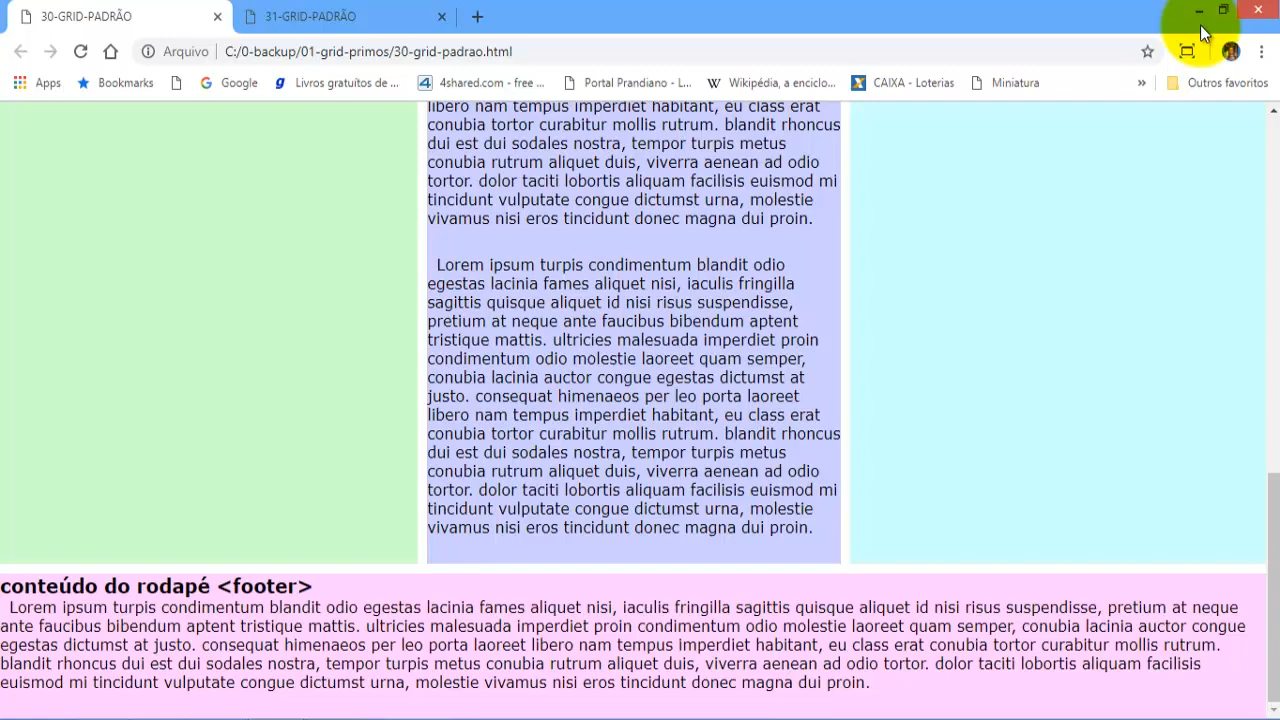 30-GRID-PADRÃO
31-GRID-PADRÃO
Arquivo C:/0-backup/01-grid-primos/30-grid-padrao.html
Apps Bookmarks Google Livros gratuitos de ... 4shared.com - free ... Portal Prandiano - L... Wikipédia, a enciclo... CAIXA - Loterias Miniatura » Outros favoritos
libero nam tempus imperdiet habitant, eu class erat
conubia tortor curabitur mollis rutrum. blandit rhoncus
dui est dui sodales nostra, tempor turpis metus
conubia rutrum aliquet duis, viverra aenean ad odio
tortor. dolor taciti lobortis aliquam facilisis euismod mi
tincidunt vulputate congue dictumst urna, molestie
vivamus nisi eros tincidunt donec magna dui proin.
Lorem ipsum turpis condimentum blandit odio
egestas lacinia fames aliquet nisi, iaculis fringilla
sagittis quisque aliquet id nisi risus suspendisse,
pretium at neque ante faucibus bibendum aptent
tristique mattis. ultricies malesuada imperdiet proin
condimentum odio molestie laoreet quam semper,
conubia lacinia auctor congue egestas dictumst at
justo. consequat himenaeos per leo porta laoreet
libero nam tempus imperdiet habitant, eu class erat
conubia tortor curabitur mollis rutrum. blandit rhoncus
dui est dui sodales nostra, tempor turpis metus
conubia rutrum aliquet duis, viverra aenean ad odio
tortor. dolor taciti lobortis aliquam facilisis euismod mi
tincidunt vulputate congue dictumst urna, molestie
vivamus nisi eros tincidunt donec magna dui proin.
conteúdo do rodapé <footer>
Lorem ipsum turpis condimentum blandit odio egestas lacinia fames aliquet nisi, iaculis fringilla sagittis quisque aliquet id nisi risus suspendisse, pretium at neque
ante faucibus bibendum aptent tristique mattis. ultricies malesuada imperdiet proin condimentum odio molestie laoreet quam semper, conubia lacinia auctor congue
egestas dictumst at justo. consequat himenaeos per leo porta laoreet libero nam tempus imperdiet habitant, eu class erat conubia tortor curabitur mollis rutrum.
blandit rhoncus dui est dui sodales nostra, tempor turpis metus conubia rutrum aliquet duis, viverra aenean ad odio tortor. dolor taciti lobortis aliquam facilisis
euismod mi tincidunt vulputate congue dictumst urna, molestie vivamus nisi eros tincidunt donec magna dui proin.